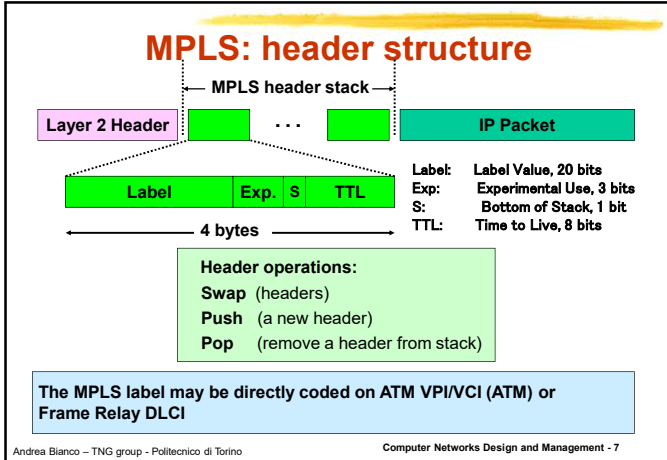 MPLS: header structure
MPLS header stack
Layer 2 Header
. . .
IP Packet
Label Exp. S TTL
4 bytes
Label: Label Value, 20 bits
Exp: Experimental Use, 3 bits
S: Bottom of Stack, 1 bit
TTL: Time to Live, 8 bits
Header operations:
Swap (headers)
Push (a new header)
Pop (remove a header from stack)
The MPLS label may be directly coded on ATM VPI/VCI (ATM) or
Frame Relay DLCI
Andrea Bianco – TNG group - Politecnico di Torino
Computer Networks Design and Management - 7